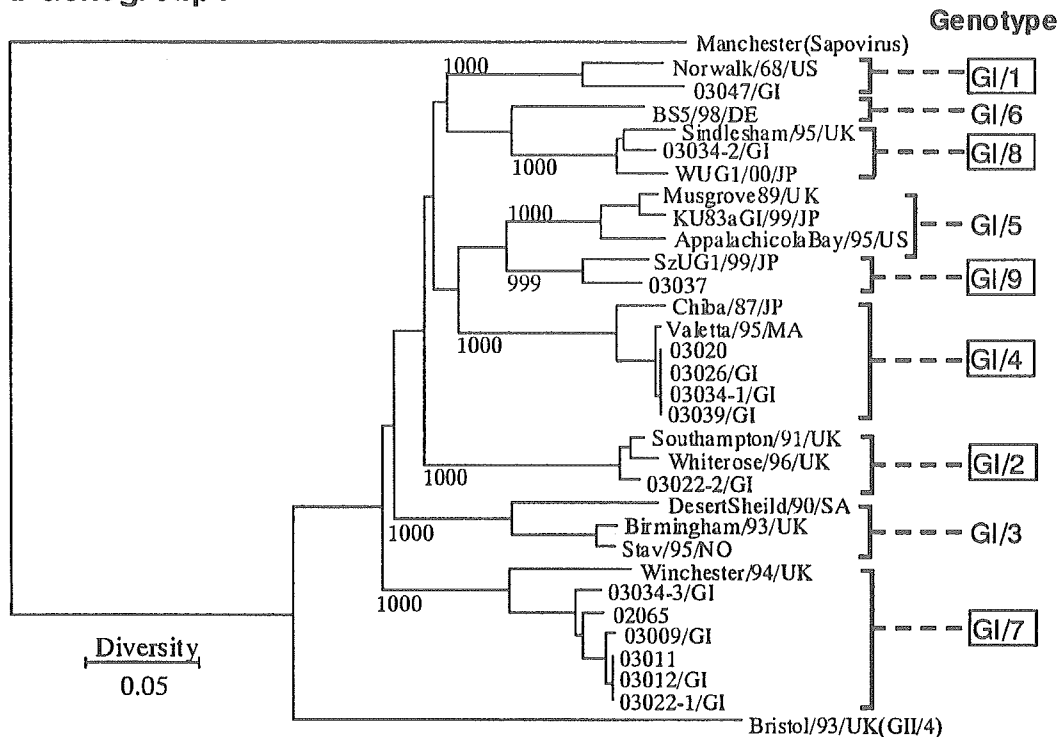 Genotype
Manchester(Sapovirus)
1000
Norwalk/68/US
03047/GI
GI/1
BS5/98/DE
GI/6
Sindlesham/95/UK
03034-2/GI
WUG1/00/JP
1000
GI/8
Musgrove89/UK
KU83aGI/99/JP
AppalachicolaBay/95/US
1000
GI/5
SzUG1/99/JP
03037
999
GI/9
Chiba/87/JP
Valetta/95/MA
03020
03026/GI
03034-1/GI
03039/GI
1000
GI/4
Southampton/91/UK
Whiterose/96/UK
03022-2/GI
1000
GI/2
DesertSheild/90/SA
Birmingham/93/UK
Stav/95/NO
1000
GI/3
Winchester/94/UK
03034-3/GI
02065
03009/GI
03011
03012/GI
03022-1/GI
1000
GI/7
Diversity
0.05
Bristol/93/UK(GII/4)